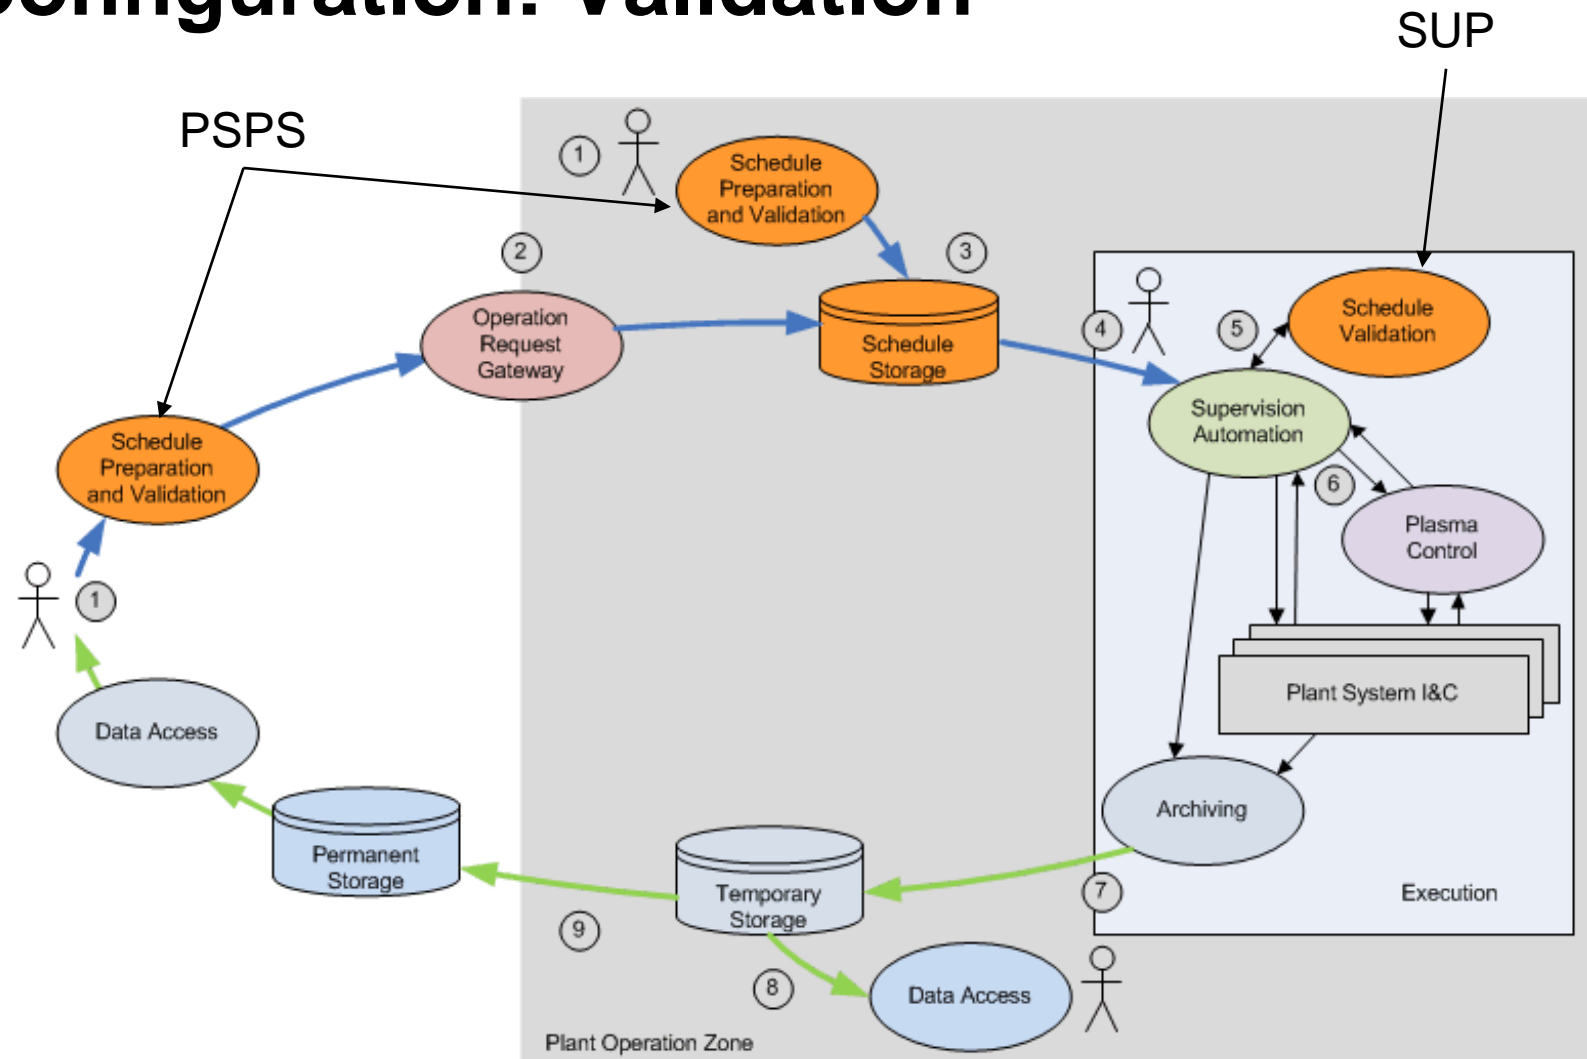 onfiguration: Validation
SUP
PSPS
1
Schedule
Preparation
and Validation
2
3
Operation
Request
Gateway
Schedule
Storage
4
5
Schedule
Validation
Supervision
Automation
6
Schedule
Preparation
and Validation
Plasma
Control
1
Plant System I&C
Data Access
Archiving
Permanent
Storage
Temporary
Storage
7
Execution
9
8
Data Access
Plant Operation Zone